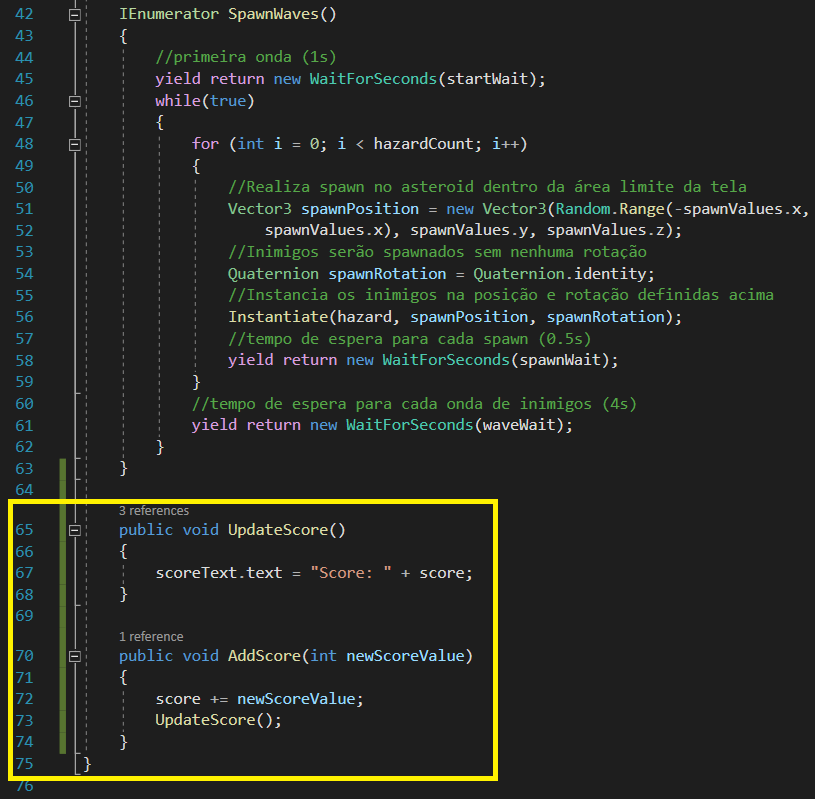 42 IEnumerator SpawnWaves()
43 {
44 //primeira onda (1s)
45 yield return new WaitForSeconds(startWait);
46 while(true)
47 {
48 for (int i = 0; i < hazardCount; i++)
49 {
50 //Realiza spawn no asteroid dentro da área limite da tela
51 Vector3 spawnPosition = new Vector3(Random.Range(-spawnValues.x,
52 spawnValues.x), spawnValues.y, spawnValues.z);
53 //Inimigos serão spawnados sem nenhuma rotação
54 Quaternion spawnRotation = Quaternion.identity;
55 //Instancia os inimigos na posição e rotação definidas acima
56 Instantiate(hazard, spawnPosition, spawnRotation);
57 //tempo de espera para cada spawn (0.5s)
58 yield return new WaitForSeconds(spawnWait);
59 }
60 //tempo de espera para cada onda de inimigos (4s)
61 yield return new WaitForSeconds(waveWait);
62 }
63 }
64
3 references
65 public void UpdateScore()
66 {
67 scoreText.text = "Score: " + score;
68 }
69
1 reference
70 public void AddScore(int newScoreValue)
71 {
72 score += newScoreValue;
73 UpdateScore();
74 }
75 }
76